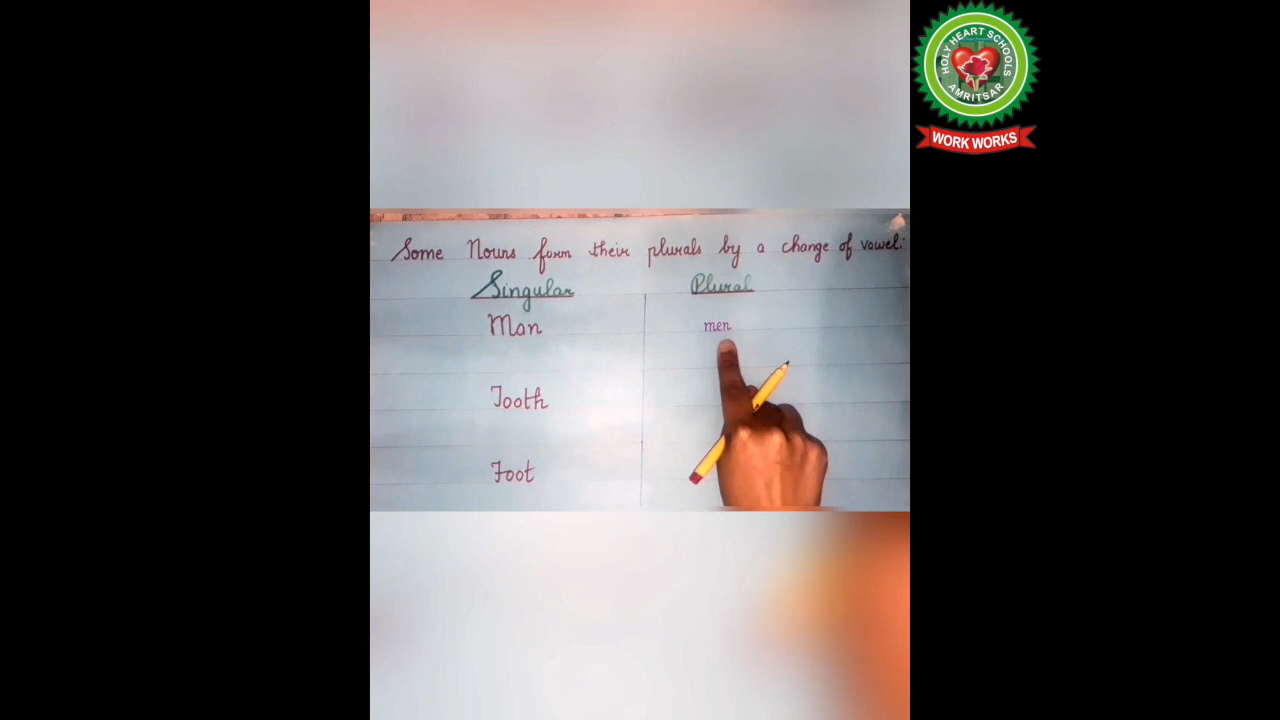 HOLY HEART SCHOOLS
AMRITSAR
WORK WORKS
Some Nouns form their plurals by a change of vowel:
Singular Plural
Man men
Tooth
Foot